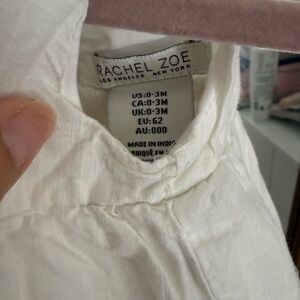 RACHEL ZOE
LOS ANGELES NEW YORK
US:0-3M
CA:0-3M
UK:0-3M
EU:62
AU:000
MADE IN INDIA